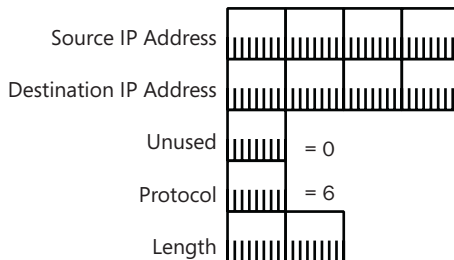 Source IP Address
Destination IP Address
Unused = 0
Protocol = 6
Length